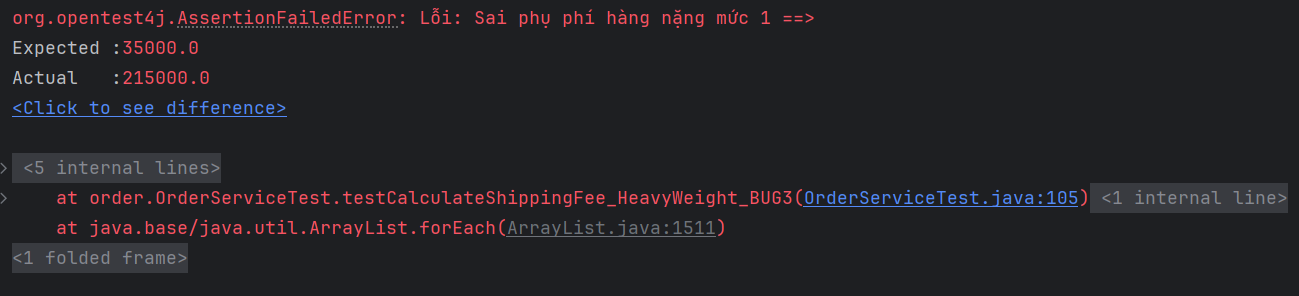 org.opentest4j.AssertionFailedError: Lỗi: Sai phụ phí hàng nặng mức 1 ==>
Expected :35000.0
Actual   :215000.0
<Click to see difference>
<5 internal lines>
at order.OrderServiceTest.testCalculateShippingFee_HeavyWeight_BUG3(OrderServiceTest.java:105) <1 internal line>
at java.base/java.util.ArrayList.forEach(ArrayList.java:1511)
<1 folded frame>